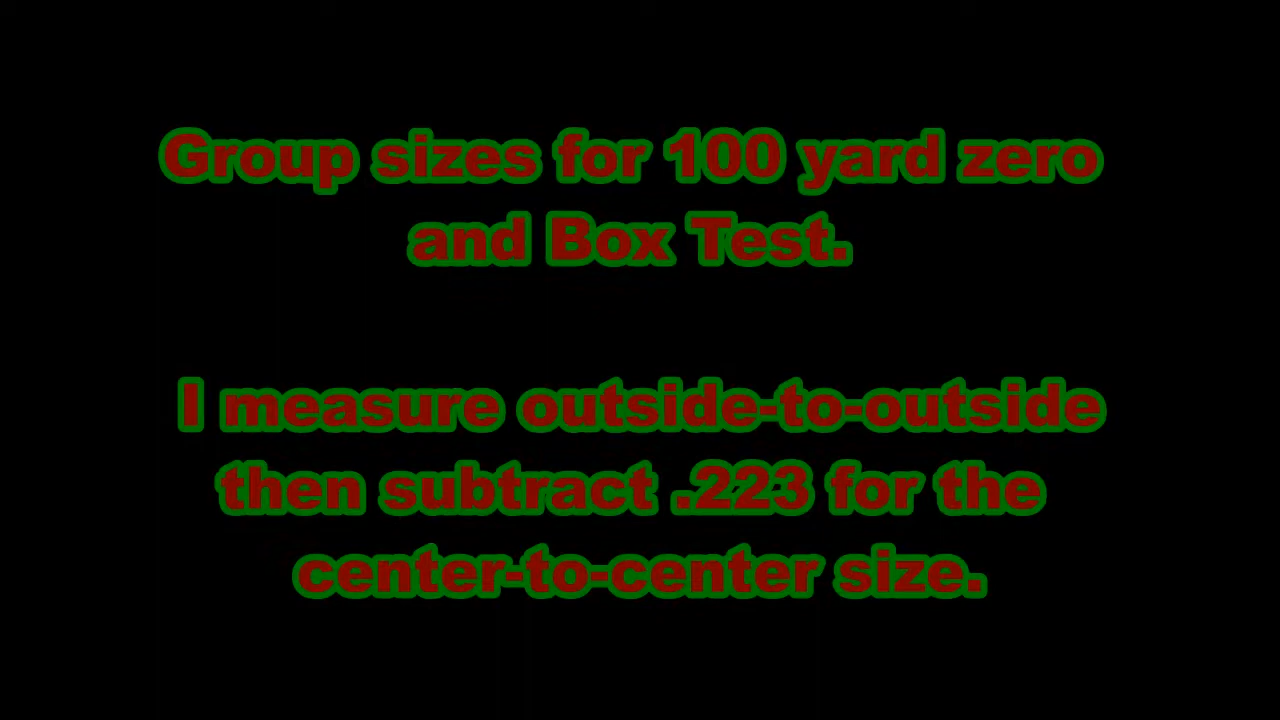 Group sizes for 100 yard zero
and Box Test.
I measure outside-to-outside
then subtract .223 for the
center-to-center size.